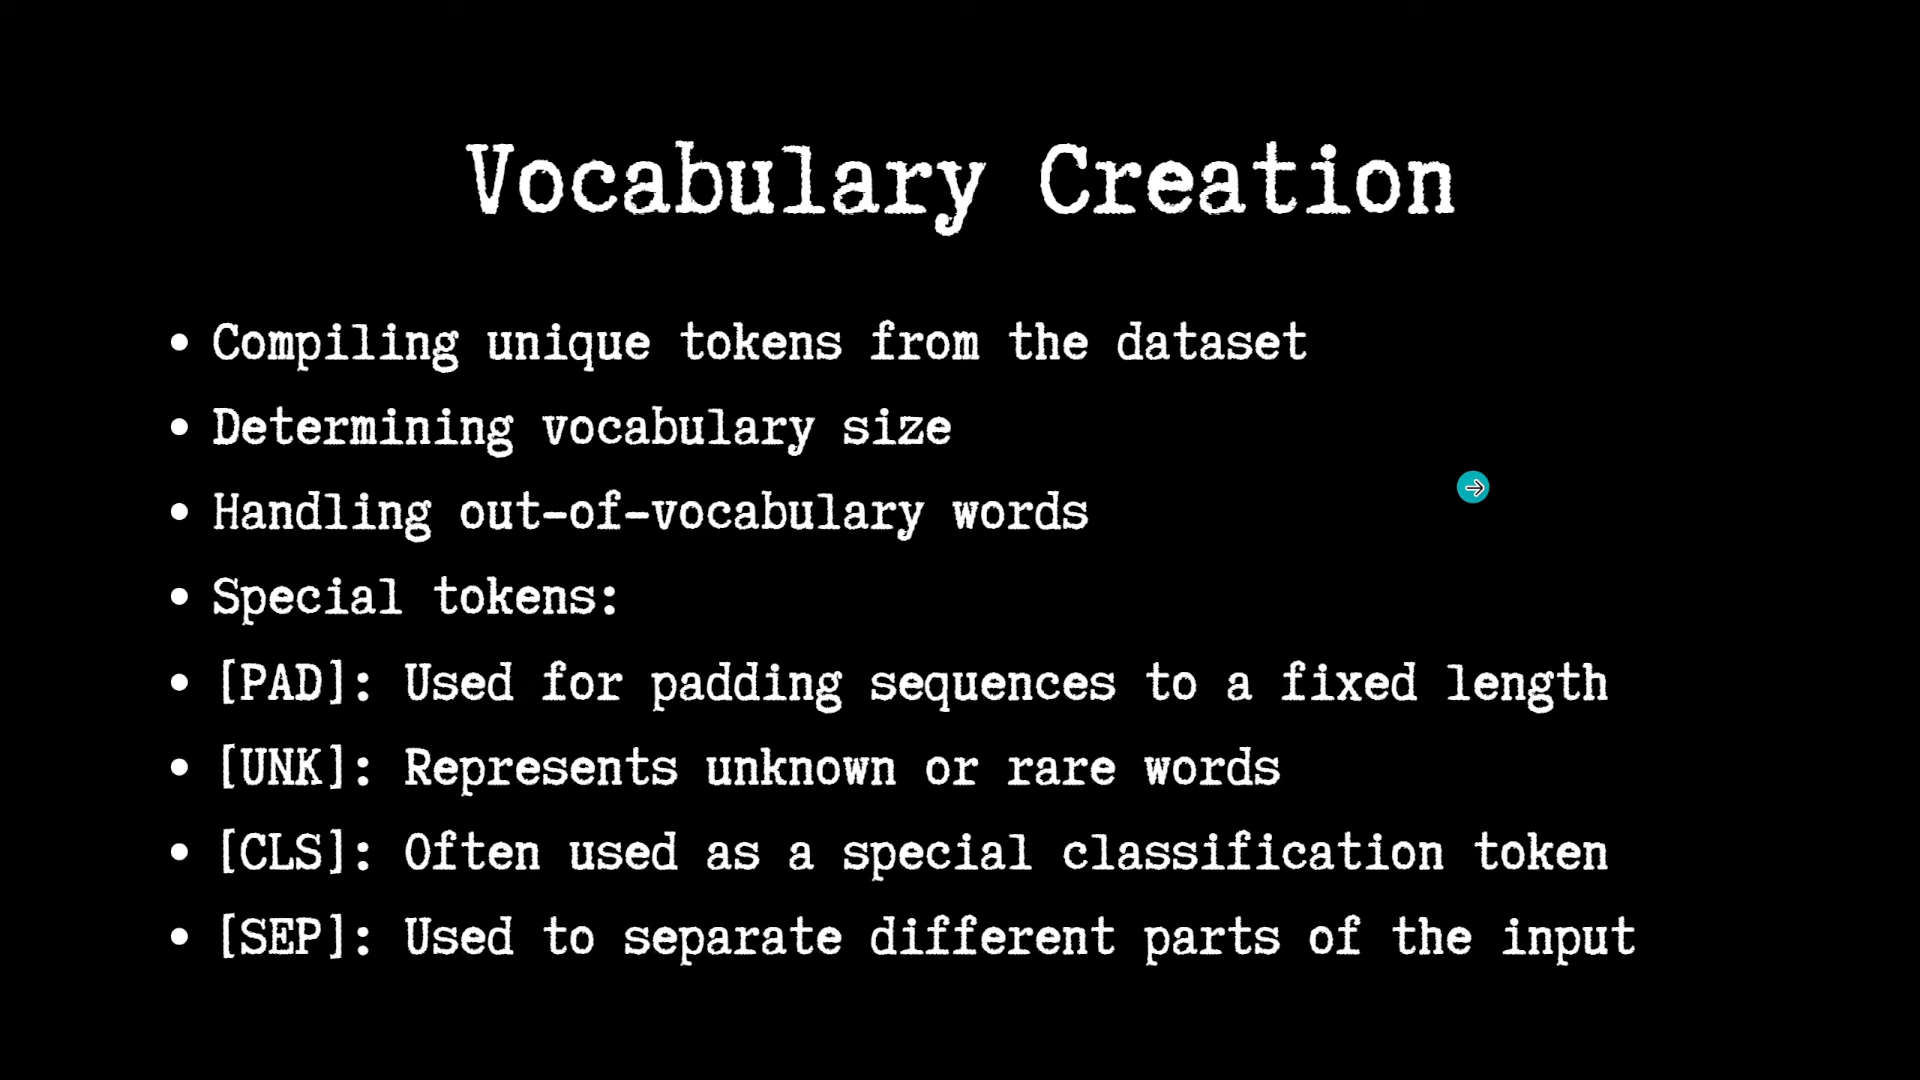 Vocabulary Creation
• Compiling unique tokens from the dataset
• Determining vocabulary size
• Handling out-of-vocabulary words
• Special tokens:
• [PAD]: Used for padding sequences to a fixed length
• [UNK]: Represents unknown or rare words
• [CLS]: Often used as a special classification token
• [SEP]: Used to separate different parts of the input